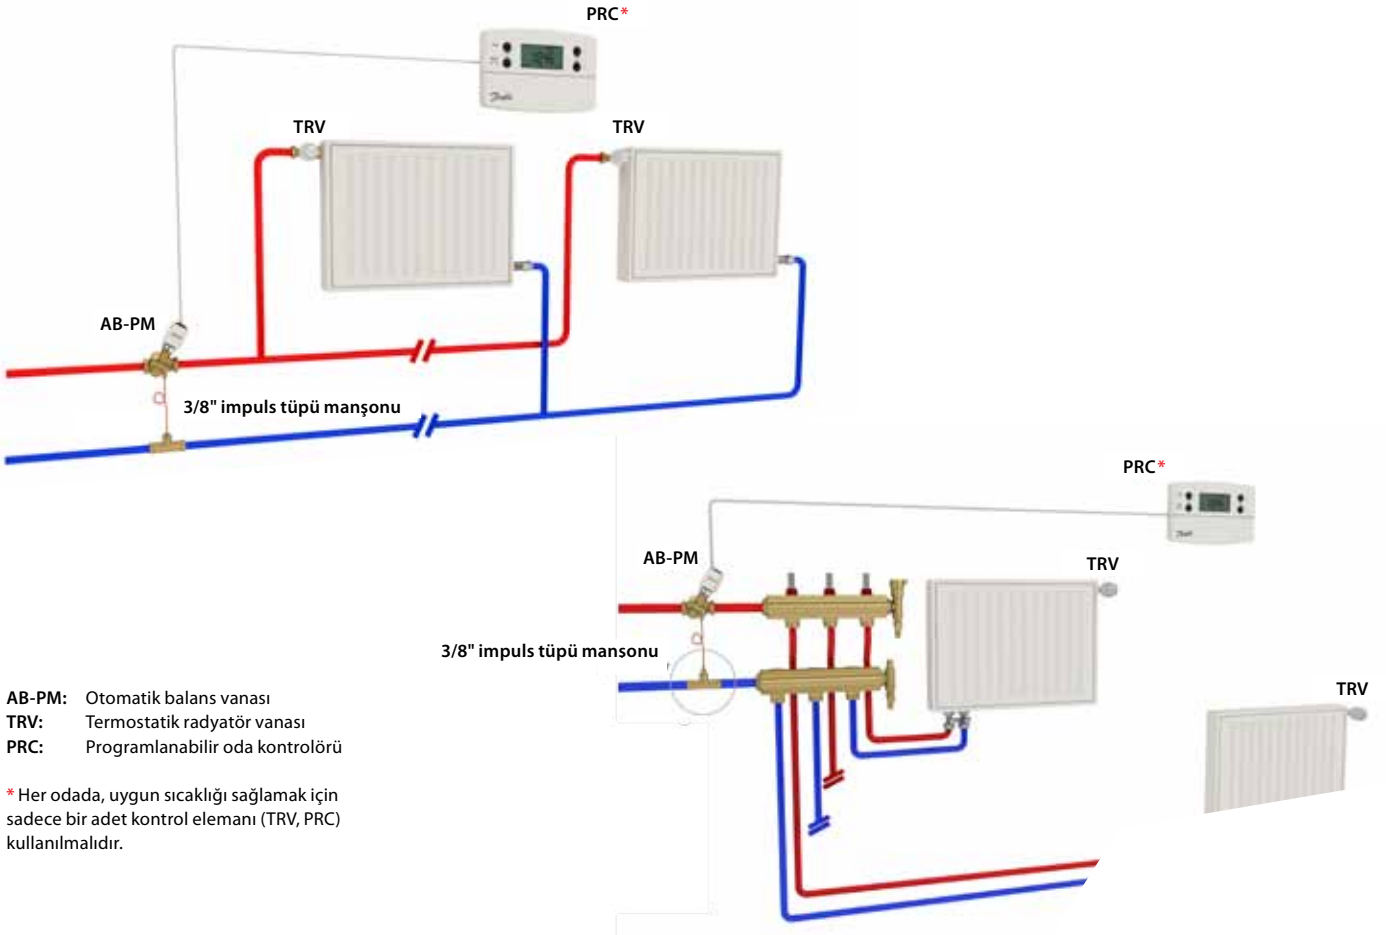 PRC*
TRV
TRV
AB-PM
3/8" impuls tüpü manşonu
PRC*
AB-PM
TRV
3/8" impuls tüpü mansonu
TRV
AB-PM: Otomatik balans vanası
TRV: Termostatik radyatör vanası
PRC: Programlanabilir oda kontrolörü
* Her odada, uygun sıcaklığı sağlamak için
sadece bir adet kontrol elemanı (TRV, PRC)
kullanılmalıdır.